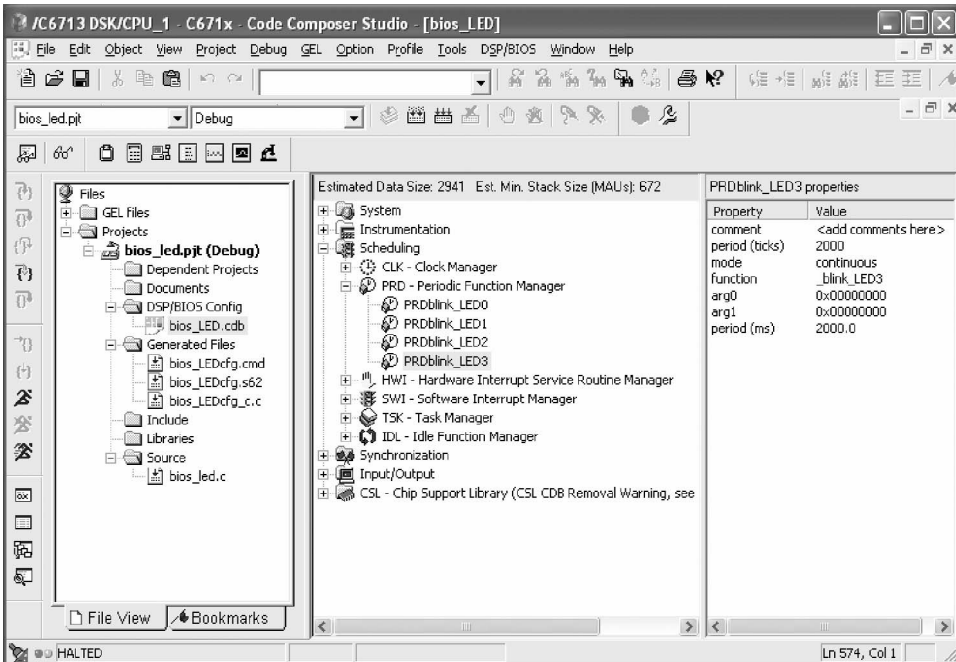 /C6713 DSK/CPU_1 - C671x - Code Composer Studio - [bios_LED]
File Edit Object View Project Debug GEL Option Profile Tools DSP/BIOS Window Help
bios_led.pjt Debug
Files
GEL files
Projects
bios_led.pjt (Debug)
Dependent Projects
Documents
DSP/BIOS Config
bios_LED.cdb
Generated Files
bios_LEDcfg.cmd
bios_LEDcfg.s62
bios_LEDcfg_c.c
Include
Libraries
Source
bios_led.c
File View Bookmarks
Estimated Data Size: 2941 Est. Min. Stack Size (MAUs): 672
System
Instrumentation
Scheduling
CLK - Clock Manager
PRD - Periodic Function Manager
PRDblink_LED0
PRDblink_LED1
PRDblink_LED2
PRDblink_LED3
HWI - Hardware Interrupt Service Routine Manager
SWI - Software Interrupt Manager
TSK - Task Manager
IDL - Idle Function Manager
Synchronization
Input/Output
CSL - Chip Support Library (CSL CDB Removal Warning, see
PRDblink_LED3 properties
Property Value
comment <add comments here>
period (ticks) 2000
mode continuous
function _blink_LED3
arg0 0x00000000
arg1 0x00000000
period (ms) 2000.0
HALTED
Ln 574, Col 1